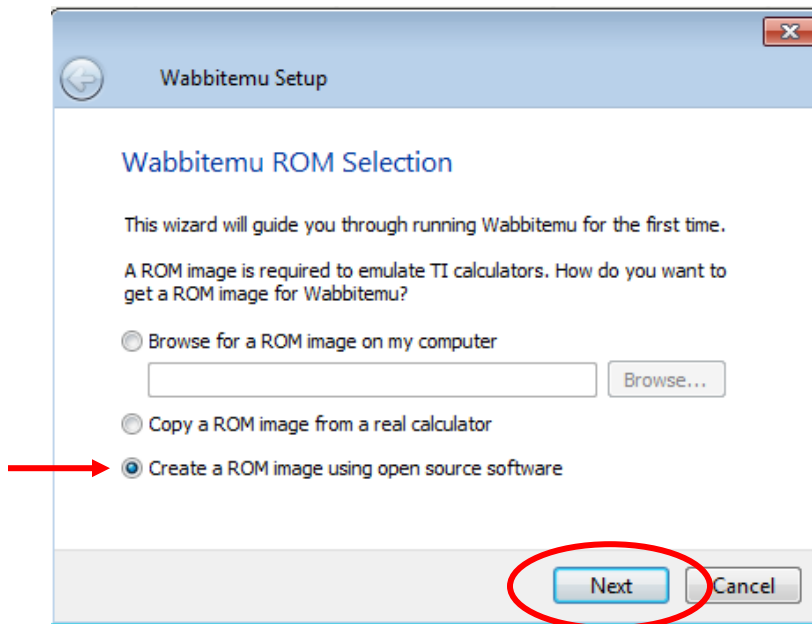 Wabbitemu Setup
Wabbitemu ROM Selection
This wizard will guide you through running Wabbitemu for the first time.
A ROM image is required to emulate TI calculators. How do you want to
get a ROM image for Wabbitemu?
Browse for a ROM image on my computer
Browse...
Copy a ROM image from a real calculator
Create a ROM image using open source software
Next
Cancel